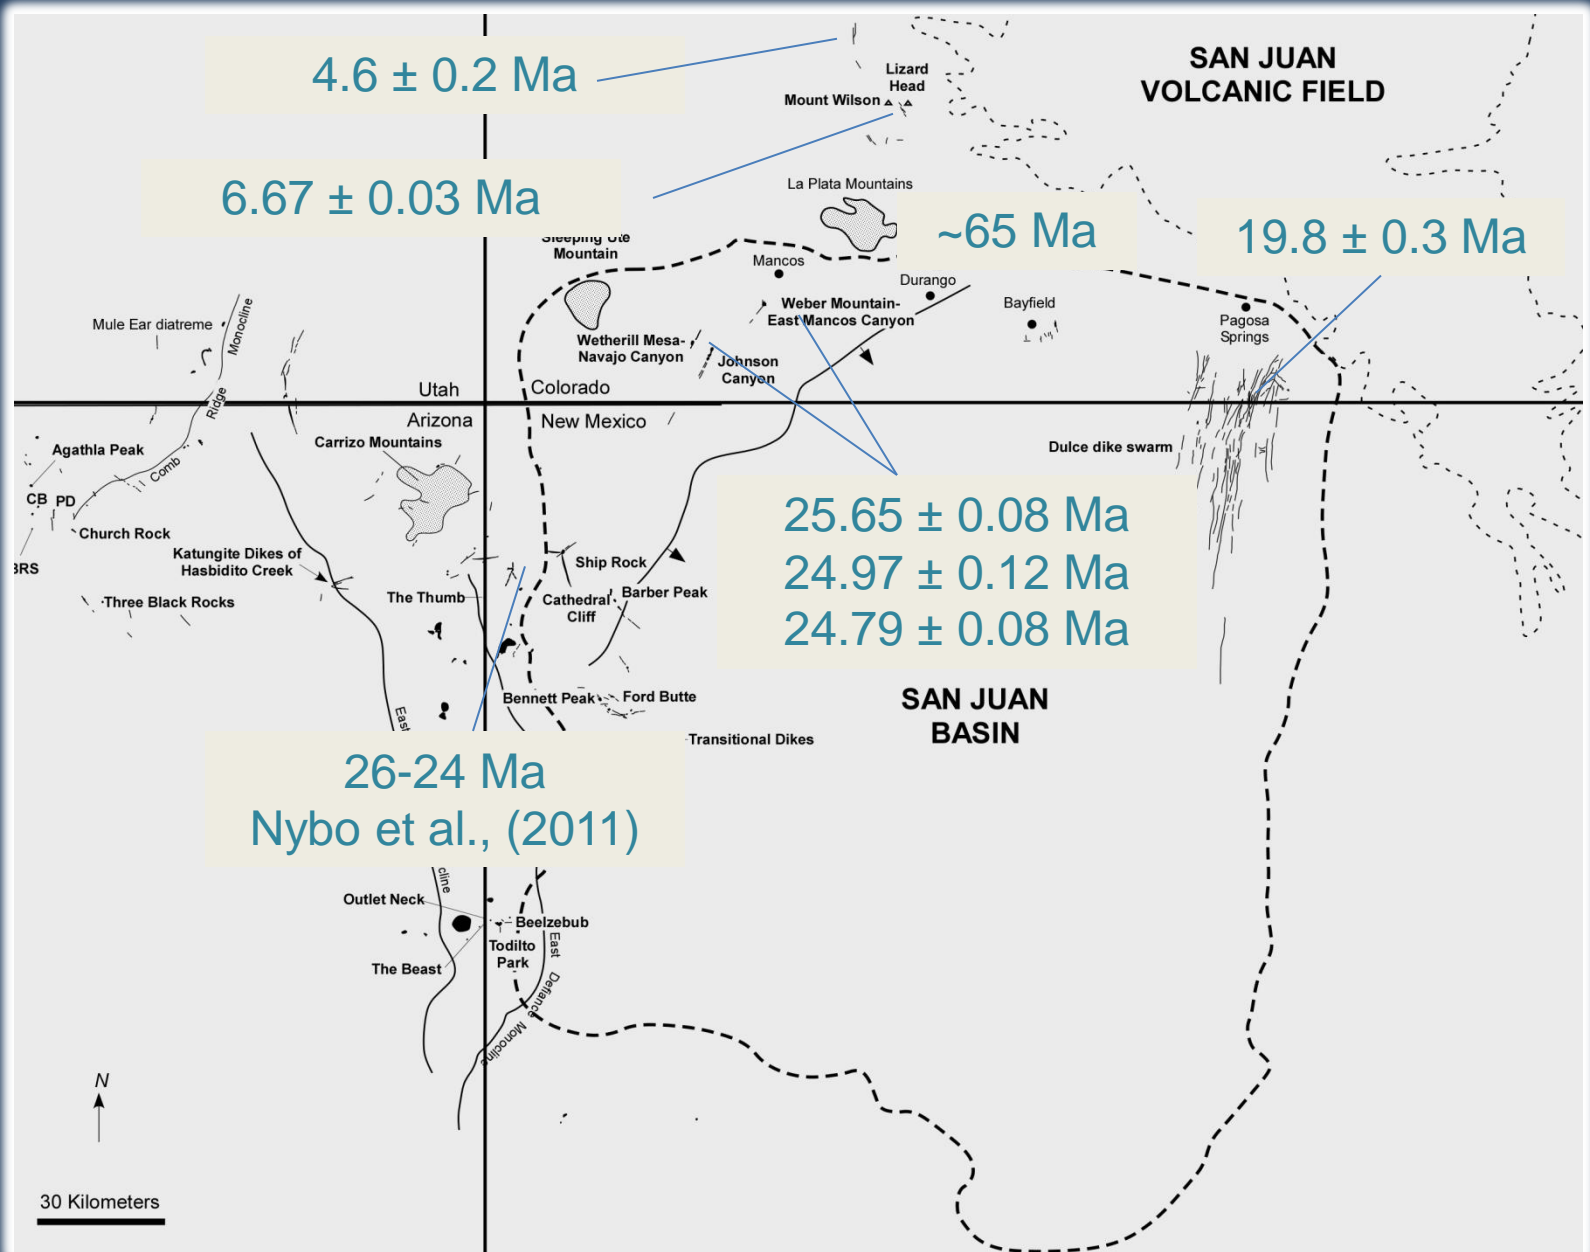 4.6 ± 0.2 Ma
SAN JUAN
VOLCANIC FIELD
Lizard
Head
Mount Wilson
6.67 ± 0.03 Ma
La Plata Mountains
~65 Ma
19.8 ± 0.3 Ma
Sleeping Ute
Mountain
Mancos
Durango
Bayfield
Pagosa
Springs
Weber Mountain-
East Mancos Canyon
Mule Ear diatreme
Wetherill Mesa-
Navajo Canyon
Johnson
Canyon
Comb Ridge Monocline
Utah
Colorado
Arizona
New Mexico
Carrizo Mountains
Agathla Peak
Dulce dike swarm
CB
PD
Church Rock
BRS
25.65 ± 0.08 Ma
24.97 ± 0.12 Ma
24.79 ± 0.08 Ma
Katungite Dikes of
Hasbidito Creek
Ship Rock
The Thumb
Cathedral
Cliff
Barber Peak
Three Black Rocks
Bennett Peak
Ford Butte
SAN JUAN
BASIN
East
Transitional Dikes
26-24 Ma
Nybo et al., (2011)
cline
Outlet Neck
Beelzebub
Todilto
Park
The Beast
East Defiance Monocline
N
30 Kilometers